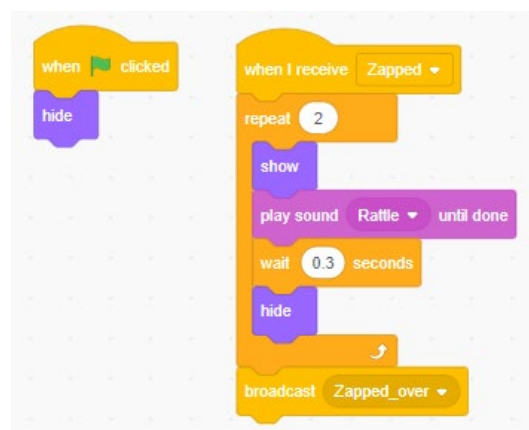 when clicked
hide
when I receive Zapped
repeat 2
show
play sound Rattle until done
wait 0.3 seconds
hide
broadcast Zapped_over